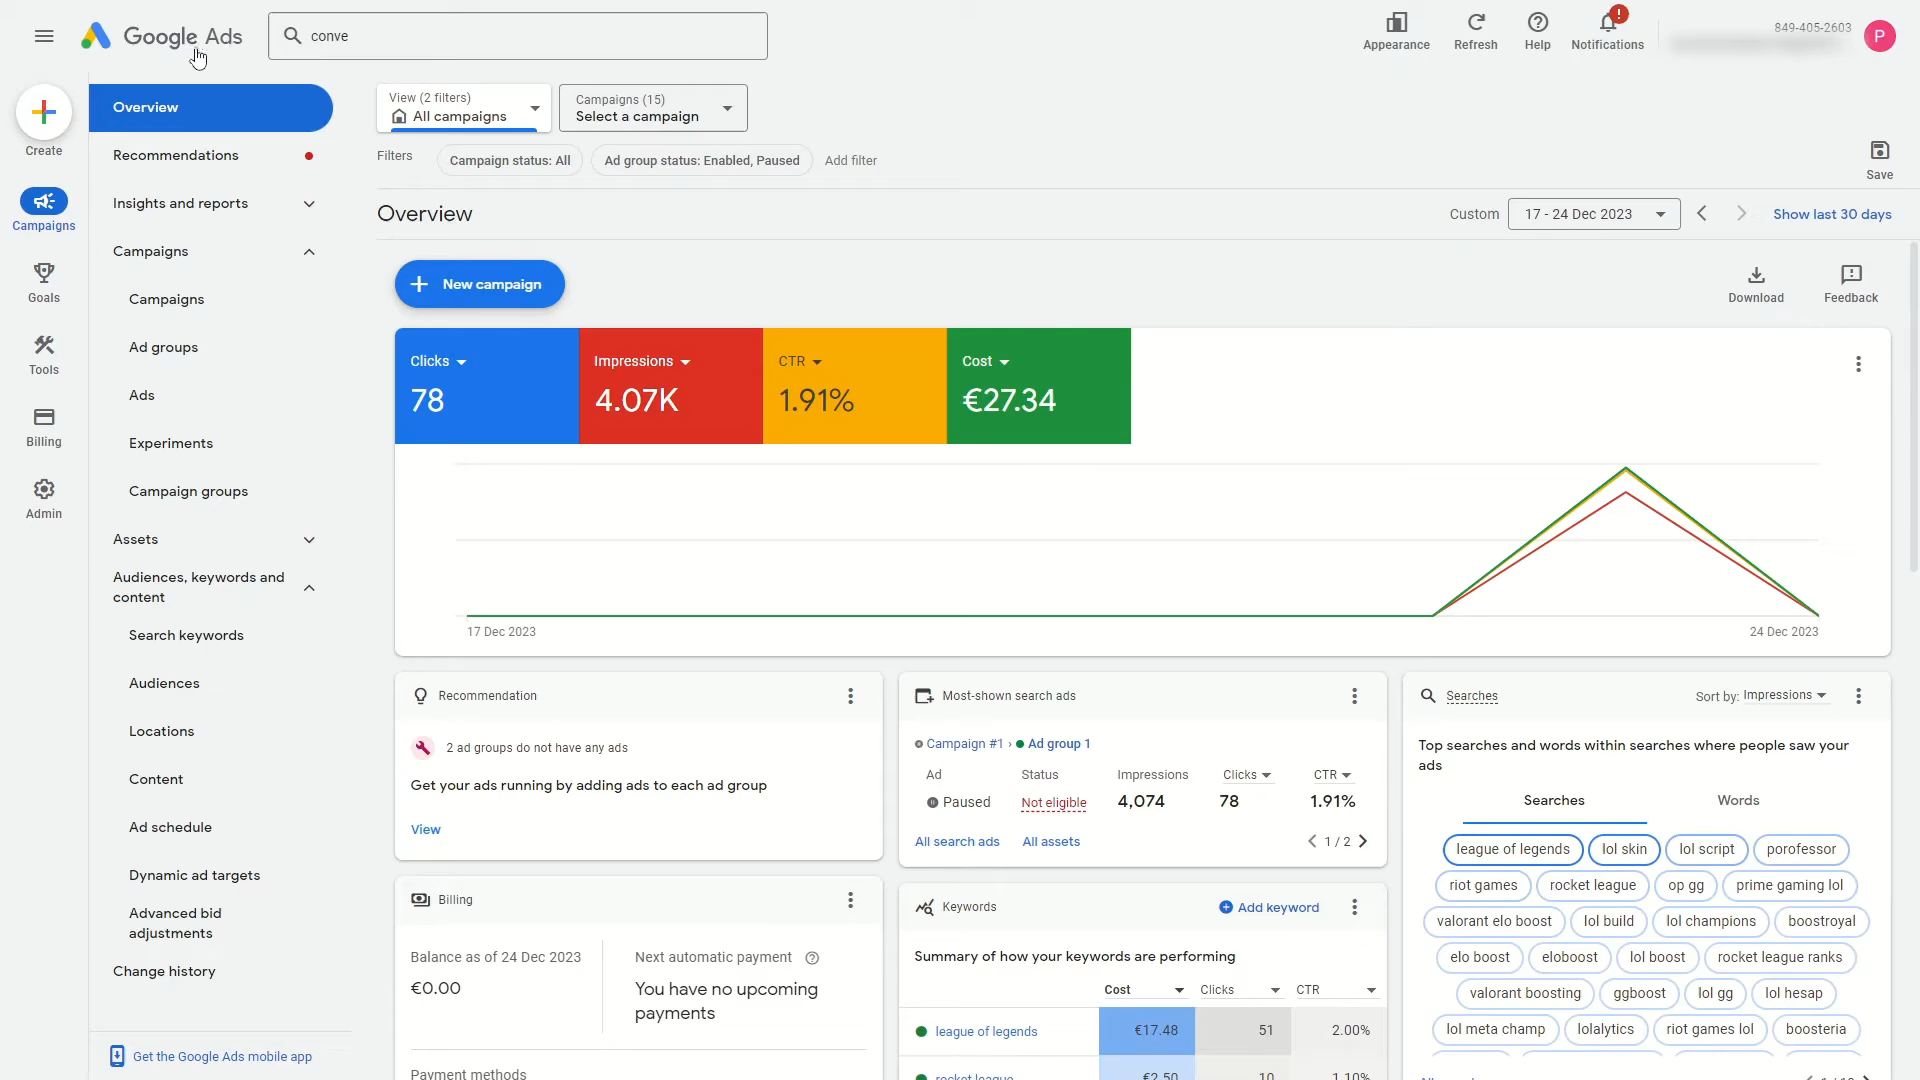 Google Ads
conve
Appearance
Refresh
Help
!
Notifications
849-405-2603
P
Create
Campaigns
Goals
Tools
Billing
Admin
Overview
Recommendations
Insights and reports
Campaigns
Campaigns
Ad groups
Ads
Experiments
Campaign groups
Assets
Audiences, keywords and
content
Search keywords
Audiences
Locations
Content
Ad schedule
Dynamic ad targets
Advanced bid
adjustments
Change history
Get the Google Ads mobile app
View (2 filters)
All campaigns
Campaigns (15)
Select a campaign
Filters
Campaign status: All
Ad group status: Enabled, Paused
Add filter
Save
Overview
Custom
17 - 24 Dec 2023
Show last 30 days
New campaign
Download
Feedback
Clicks
78
Impressions
4.07K
CTR
1.91%
Cost
€27.34
17 Dec 2023
24 Dec 2023
Recommendation
2 ad groups do not have any ads
Get your ads running by adding ads to each ad group
View
Billing
Balance as of 24 Dec 2023
€0.00
Next automatic payment
You have no upcoming
payments
Payment methods
Most-shown search ads
Campaign #1 › Ad group 1
Ad Status Impressions Clicks CTR
Paused Not eligible 4,074 78 1.91%
All search ads All assets 1 / 2
Keywords
Add keyword
Summary of how your keywords are performing
Cost Clicks CTR
league of legends €17.48 51 2.00%
rocket league €2.50 10 1.10%
Searches
Sort by: Impressions
Top searches and words within searches where people saw your
ads
Searches Words
league of legends lol skin lol script porofessor
riot games rocket league op gg prime gaming lol
valorant elo boost lol build lol champions boostroyal
elo boost eloboost lol boost rocket league ranks
valorant boosting ggboost lol gg lol hesap
lol meta champ lolalytics riot games lol boosteria